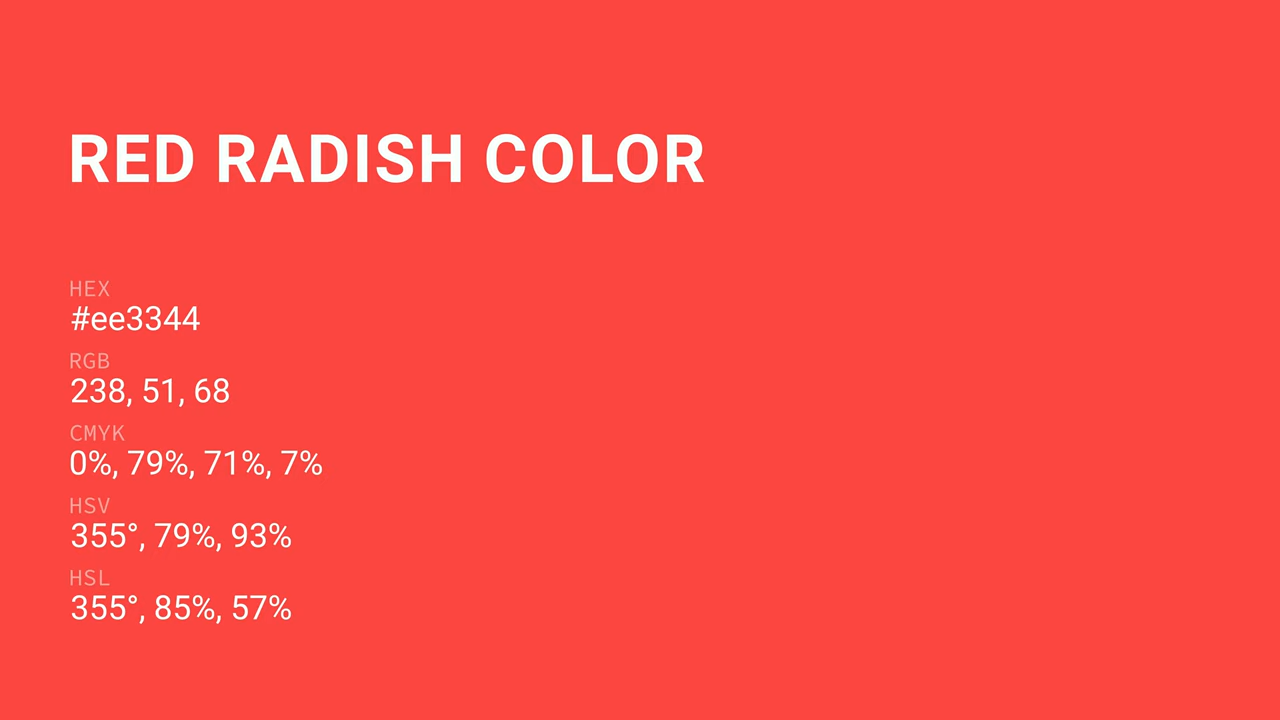 RED RADISH COLOR
HEX
#ee3344
RGB
238, 51, 68
CMYK
0%, 79%, 71%, 7%
HSV
355°, 79%, 93%
HSL
355°, 85%, 57%